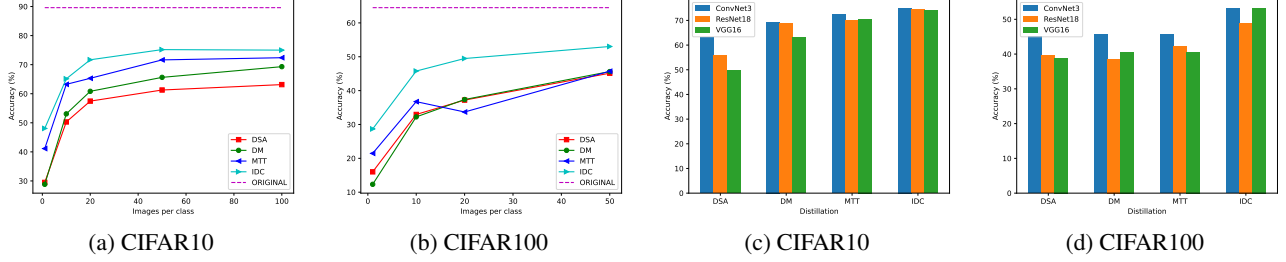 90
80
70
60
50
40
30
Accuracy (%)
0
20
40
60
80
100
Images per class
DSA
DM
MTT
IDC
ORIGINAL
(a) CIFAR10
60
50
40
30
20
10
Accuracy (%)
0
10
20
30
40
50
Images per class
DSA
DM
MTT
IDC
ORIGINAL
(b) CIFAR100
70
60
50
40
30
20
10
0
Accuracy (%)
ConvNet3
ResNet18
VGG16
DSA
DM
MTT
IDC
Distillation
(c) CIFAR10
50
40
30
20
10
0
Accuracy (%)
ConvNet3
ResNet18
VGG16
DSA
DM
MTT
IDC
Distillation
(d) CIFAR100